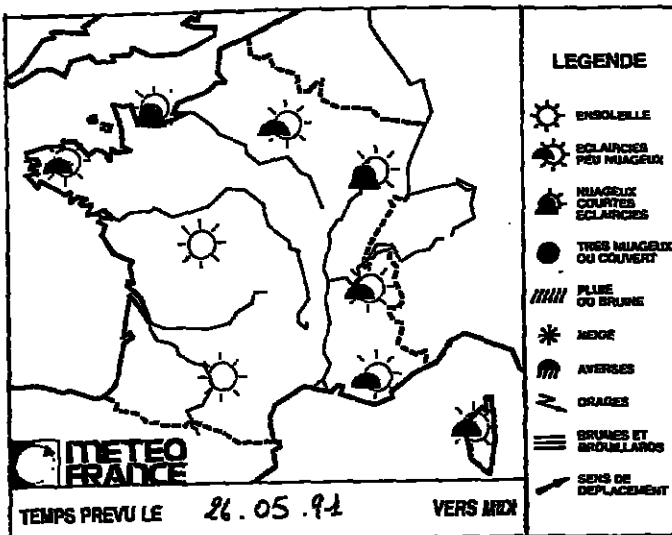 LEGENDE
ENSOLEILLE
ECLAIRCIES
PEU NUAGEUX
NUAGEUX
COURTES
ECLAIRCIES
TRES NUAGEUX
OU COUVERT
PLUIE
OU BRUINE
NEIGE
AVERSES
ORAGES
BRUMES ET
BROUILLARDS
SENS DE
DEPLACEMENT
METEO
FRANCE
TEMPS PREVU LE 26.05.91 VERS MIDI